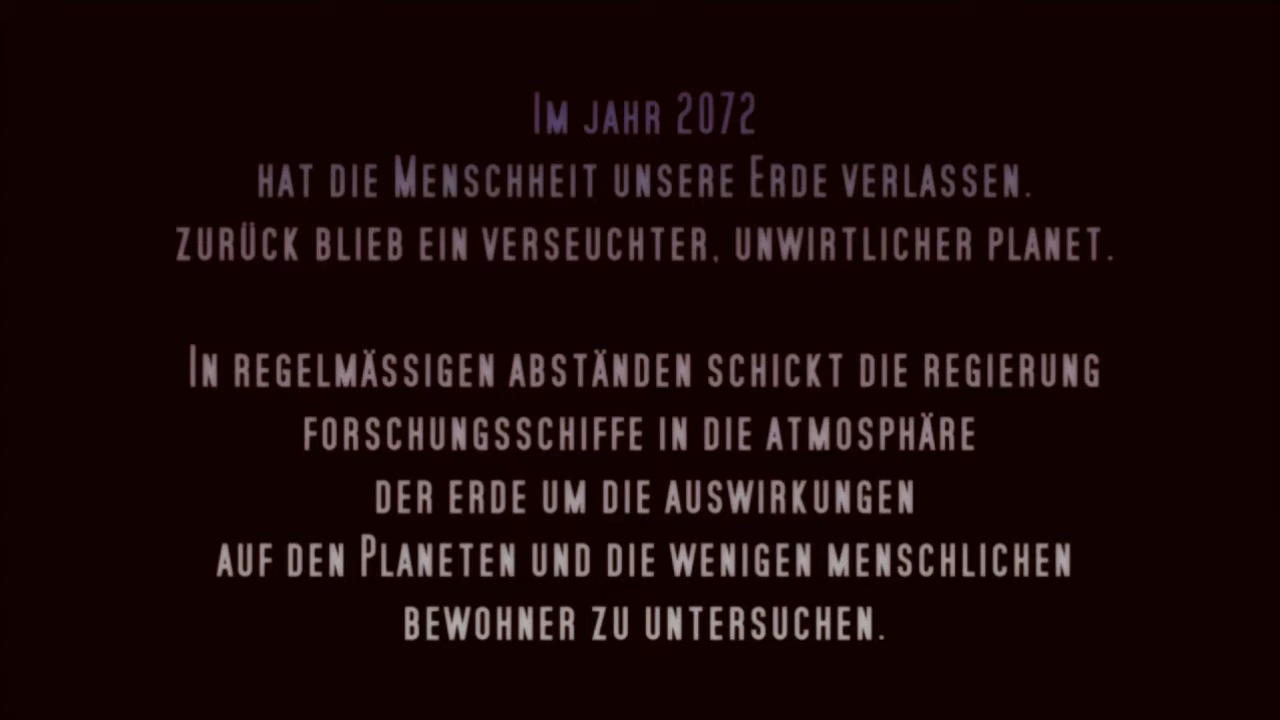 Im jahr 2072
hat die Menschheit unsere Erde verlassen.
zurück blieb ein verseuchter, unwirtlicher planet.
In regelmässigen abständen schickt die regierung
forschungsschiffe in die atmosphäre
der erde um die auswirkungen
auf den Planeten und die wenigen menschlichen
bewohner zu untersuchen.